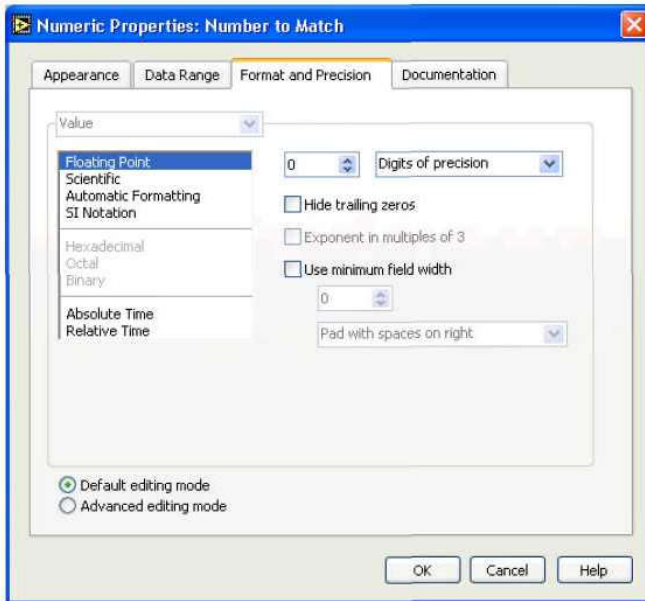 Numeric Properties: Number to Match
Appearance
Data Range
Format and Precision
Documentation
Value
Floating Point
Scientific
Automatic Formatting
SI Notation
Hexadecimal
Octal
Binary
Absolute Time
Relative Time
0
Digits of precision
Hide trailing zeros
Exponent in multiples of 3
Use minimum field width
0
Pad with spaces on right
Default editing mode
Advanced editing mode
OK
Cancel
Help